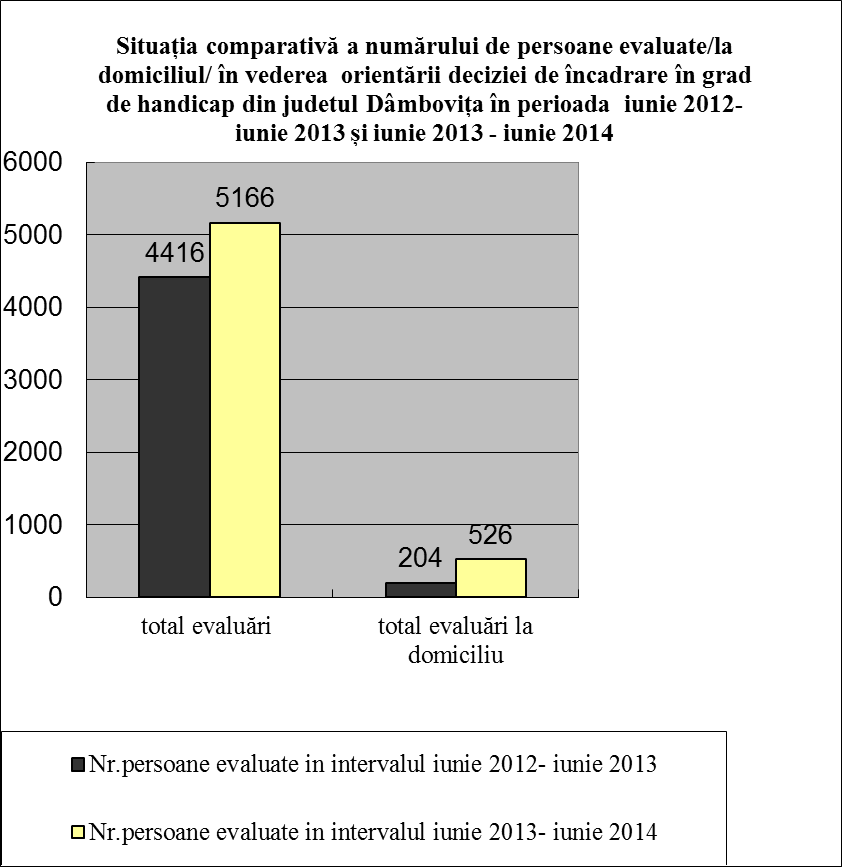 Situația comparativă a numărului de persoane evaluate/la
domiciliul/ în vederea  orientării deciziei de încadrare în grad
de handicap din judetul Dâmbovița în perioada  iunie 2012-
iunie 2013 și iunie 2013 - iunie 2014
6000
5000
4000
3000
2000
1000
0
4416
5166
204
526
total evaluări
total evaluări la
domiciliu
Nr.persoane evaluate in intervalul iunie 2012- iunie 2013
Nr.persoane evaluate in intervalul iunie 2013- iunie 2014